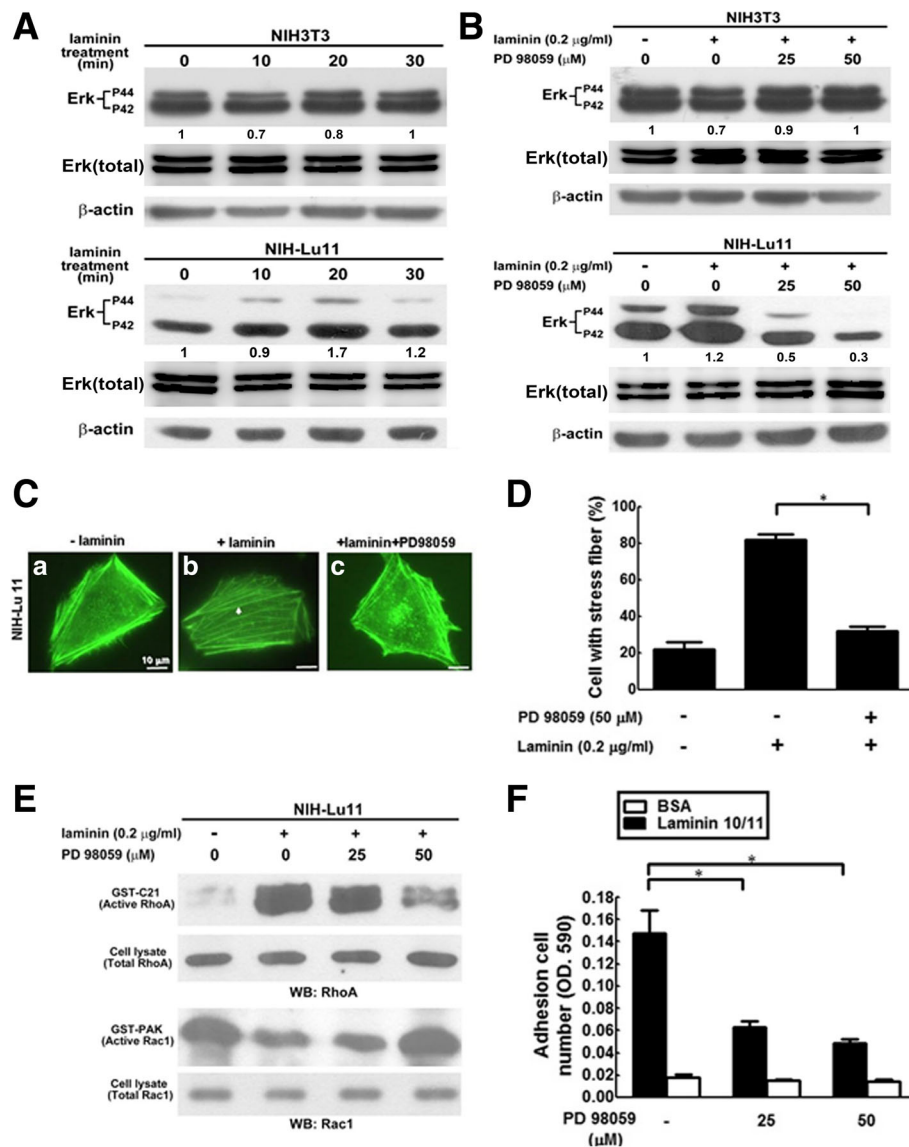 A
NIH3T3
laminin
treatment
(min)
0 10 20 30
Erk
P44
P42
1 0.7 0.8 1
Erk(total)
β-actin
NIH-Lu11
laminin
treatment
(min)
0 10 20 30
Erk
P44
P42
1 0.9 1.7 1.2
Erk(total)
β-actin
B
NIH3T3
laminin (0.2 μg/ml) - + + +
PD 98059 (μM) 0 0 25 50
Erk
P44
P42
1 0.7 0.9 1
Erk(total)
β-actin
NIH-Lu11
laminin (0.2 μg/ml) - + + +
PD 98059 (μM) 0 0 25 50
Erk
P44
P42
1 1.2 0.5 0.3
Erk(total)
β-actin
C
- laminin + laminin +laminin+PD98059
NIH-Lu 11
a b c
10 μm
D
Cell with stress fiber (%)
100
80
60
40
20
0
*
PD 98059 (50 μM) - - +
Laminin (0.2 μg/ml) - + +
E
NIH-Lu11
laminin (0.2 μg/ml) - + + +
PD 98059 (μM) 0 0 25 50
GST-C21
(Active RhoA)
Cell lysate
(Total RhoA)
WB: RhoA
GST-PAK
(Active Rac1)
Cell lysate
(Total Rac1)
WB: Rac1
F
BSA
Laminin 10/11
*
*
Adhesion cell
number (OD. 590)
0.18
0.16
0.14
0.12
0.10
0.08
0.06
0.04
0.02
0.00
PD 98059 - 25 50
(μM)